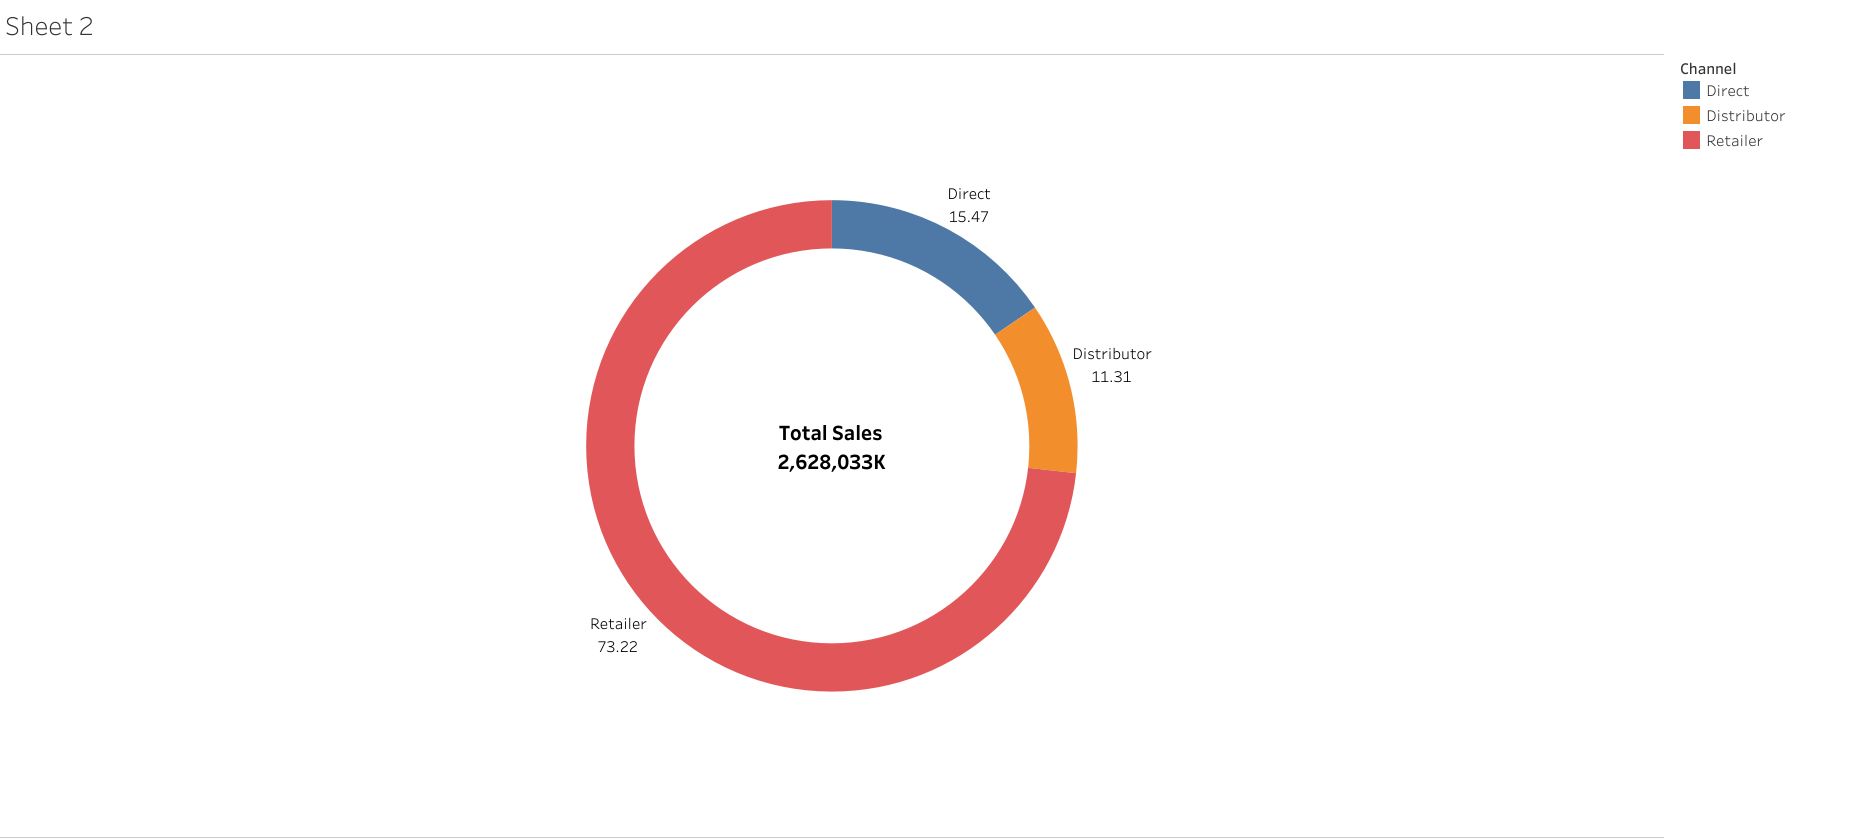 Sheet 2
Channel
Direct
Distributor
Retailer
Direct
15.47
Distributor
11.31
Total Sales
2,628,033K
Retailer
73.22